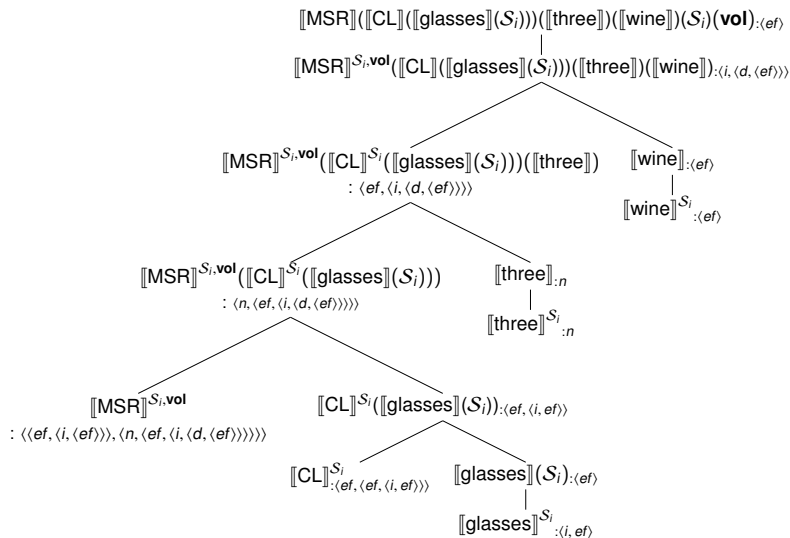 ⟦MSR⟧(⟦CL⟧(⟦glasses⟧(𝒮ᵢ)))(⟦three⟧)(⟦wine⟧)(𝒮ᵢ)(vol):⟨ef⟩
⟦MSR⟧^𝒮ᵢ,vol(⟦CL⟧(⟦glasses⟧(𝒮ᵢ)))(⟦three⟧)(⟦wine⟧):⟨i,⟨d,⟨ef⟩⟩⟩
⟦MSR⟧^𝒮ᵢ,vol(⟦CL⟧^𝒮ᵢ(⟦glasses⟧(𝒮ᵢ)))(⟦three⟧) ⟦wine⟧:⟨ef⟩
: ⟨ef,⟨i,⟨d,⟨ef⟩⟩⟩⟩ ⟦wine⟧^𝒮ᵢ:⟨ef⟩
⟦MSR⟧^𝒮ᵢ,vol(⟦CL⟧^𝒮ᵢ(⟦glasses⟧(𝒮ᵢ))) ⟦three⟧:n
: ⟨n,⟨ef,⟨i,⟨d,⟨ef⟩⟩⟩⟩⟩ ⟦three⟧^𝒮ᵢ:n
⟦MSR⟧^𝒮ᵢ,vol ⟦CL⟧^𝒮ᵢ(⟦glasses⟧(𝒮ᵢ)):⟨ef,⟨i,ef⟩⟩
: ⟨⟨ef,⟨i,⟨ef⟩⟩⟩,⟨n,⟨ef,⟨i,⟨d,⟨ef⟩⟩⟩⟩⟩⟩
⟦CL⟧^𝒮ᵢ:⟨ef,⟨ef,⟨i,ef⟩⟩⟩ ⟦glasses⟧(𝒮ᵢ):⟨ef⟩
⟦glasses⟧^𝒮ᵢ:⟨i,ef⟩